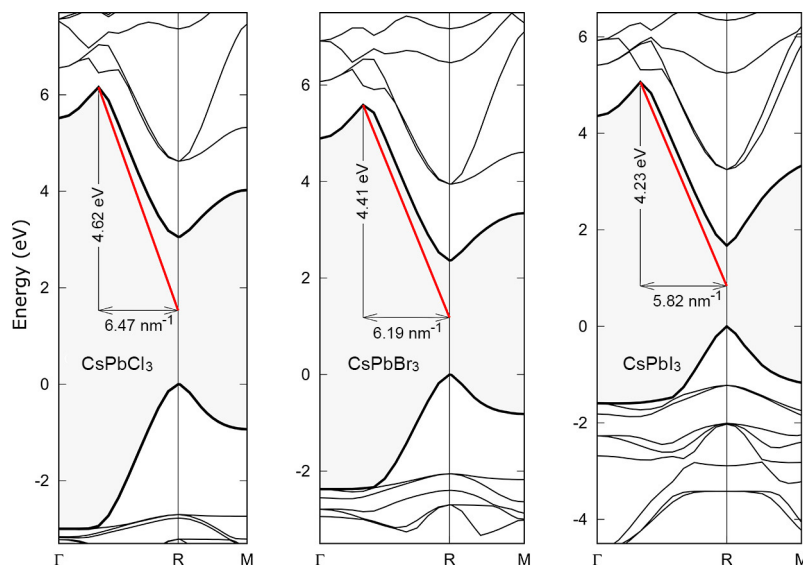 Energy (eV)
6
4
2
0
-2
4.62 eV
6.47 nm-1
CsPbCl3
Γ
R
M
6
4
2
0
-2
4.41 eV
6.19 nm-1
CsPbBr3
Γ
R
M
6
4
2
0
-2
-4
4.23 eV
5.82 nm-1
CsPbI3
Γ
R
M